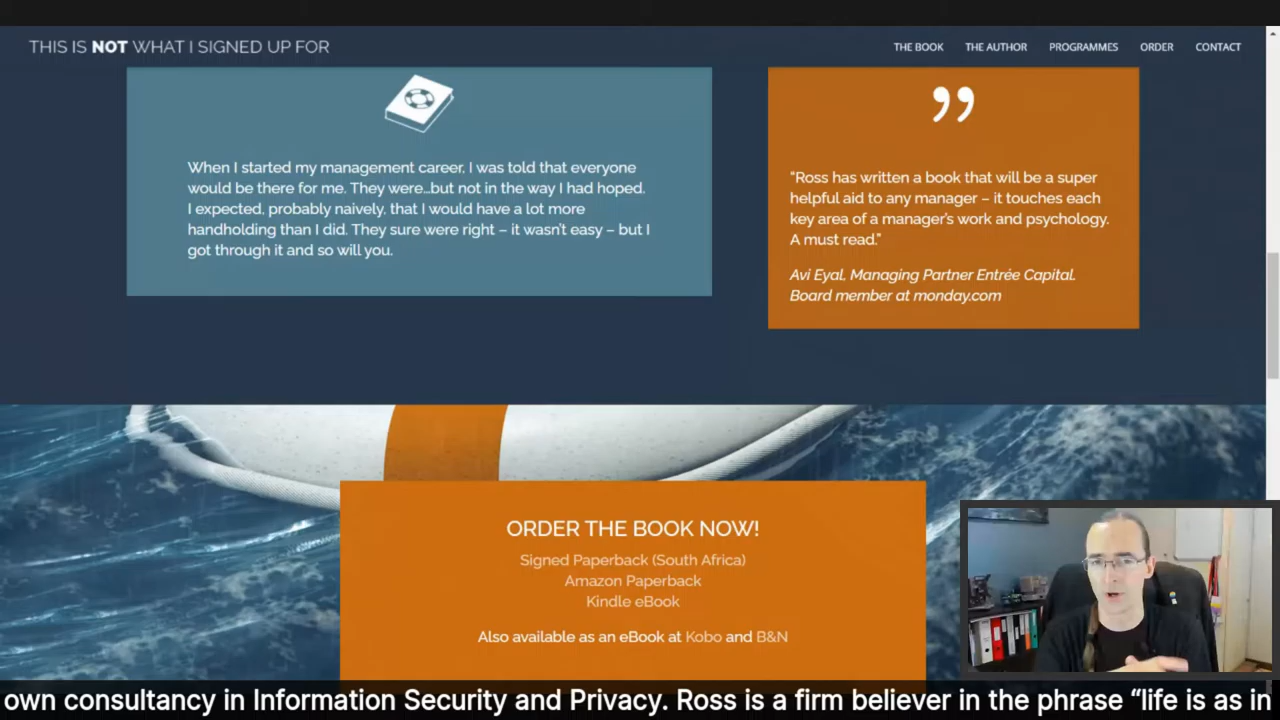 THIS IS NOT WHAT I SIGNED UP FOR
THE BOOK THE AUTHOR PROGRAMMES ORDER CONTACT
When I started my management career, I was told that everyone
would be there for me. They were...but not in the way I had hoped.
I expected, probably naively, that I would have a lot more
handholding than I did. They sure were right – it wasn't easy – but I
got through it and so will you.
”
“Ross has written a book that will be a super
helpful aid to any manager – it touches each
key area of a manager's work and psychology.
A must read.”
Avi Eyal, Managing Partner Entrée Capital.
Board member at monday.com
ORDER THE BOOK NOW!
Signed Paperback (South Africa)
Amazon Paperback
Kindle eBook
Also available as an eBook at Kobo and B&N
own consultancy in Information Security and Privacy. Ross is a firm believer in the phrase “life is as in